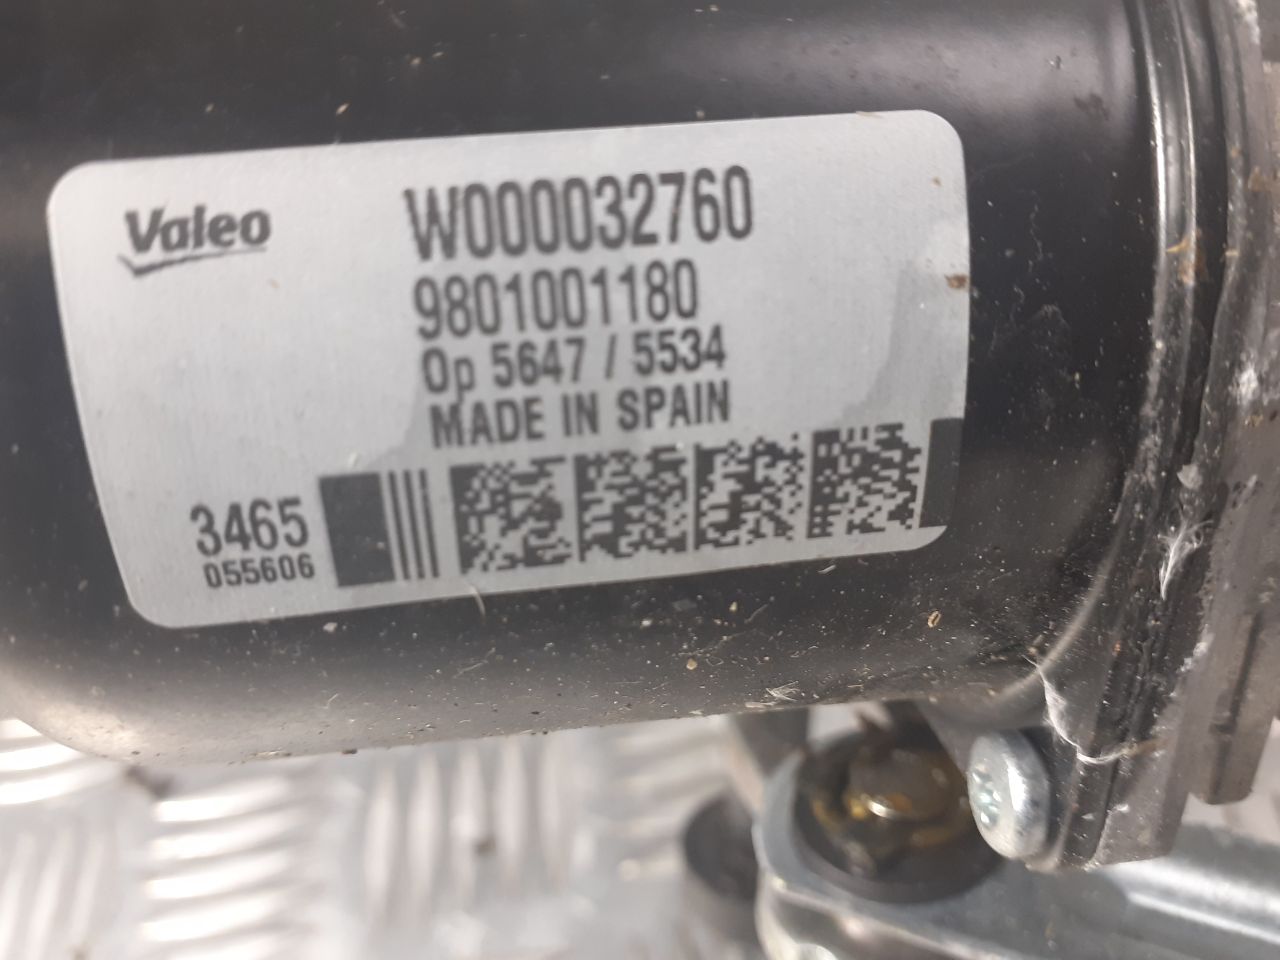 Valeo
W000032760
9801001180
Op 5647 / 5534
MADE IN SPAIN
3465
055606